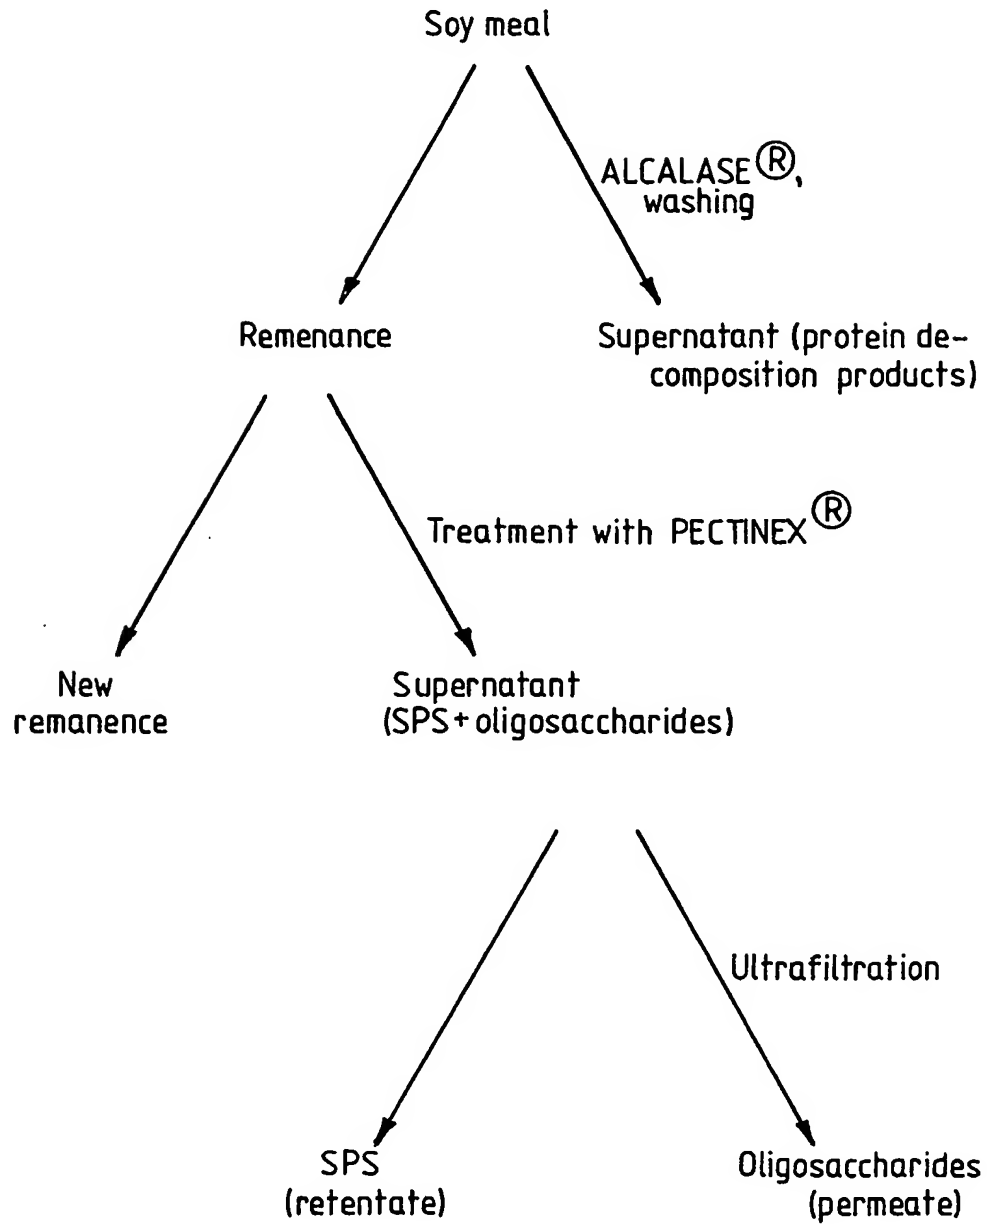 Soy meal
ALCALASE®,
washing
Remenance
Supernatant (protein de-
composition products)
Treatment with PECTINEX®
New
remanence
Supernatant
(SPS+oligosaccharides)
Ultrafiltration
SPS
(retentate)
Oligosaccharides
(permeate)